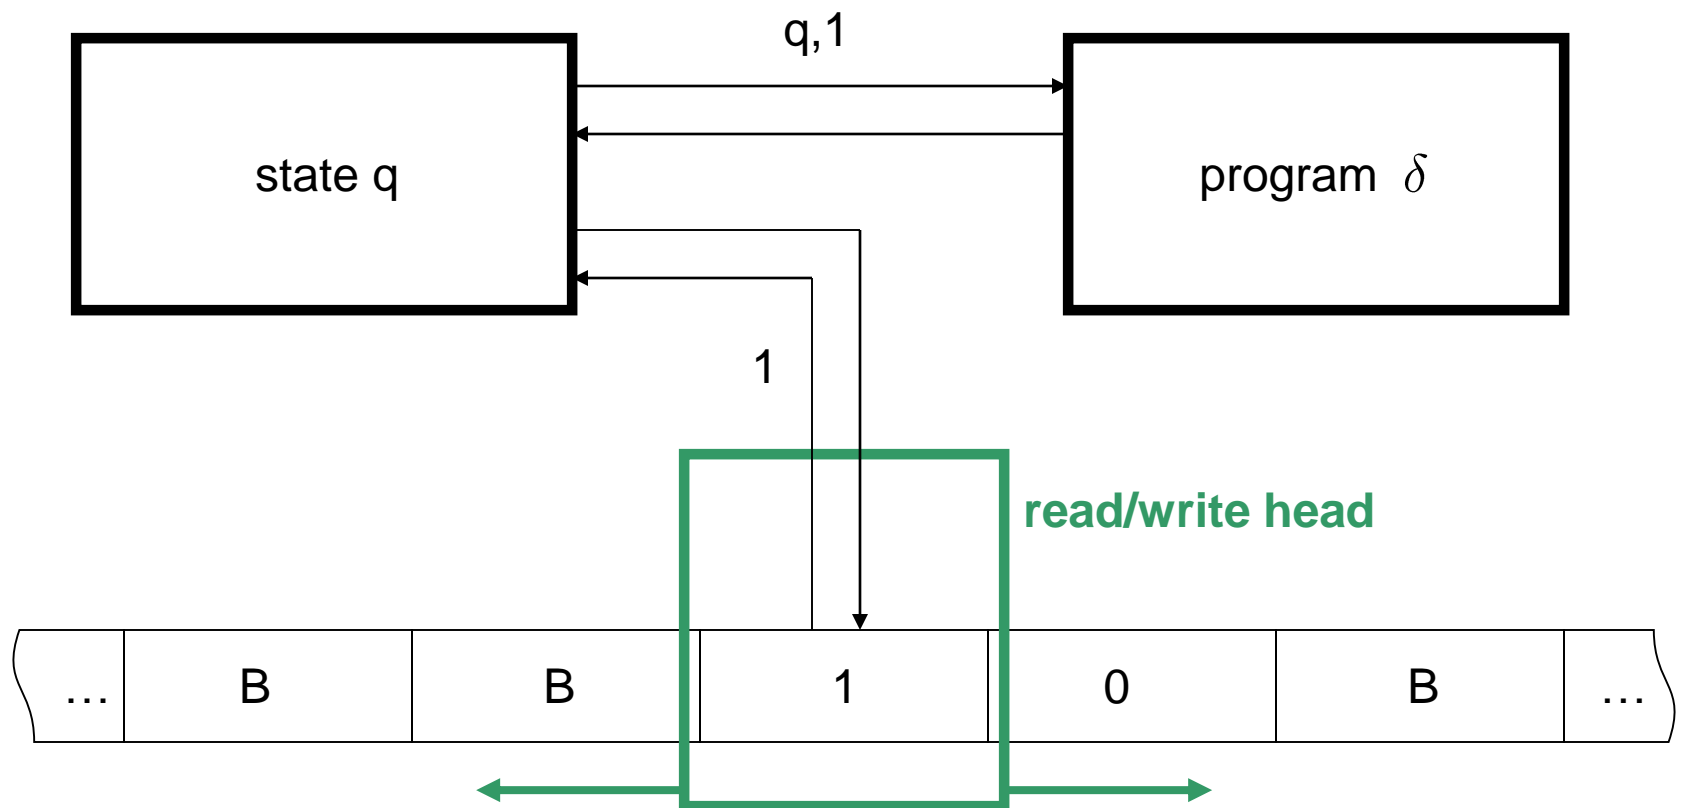 q,1
state q
program δ
1
read/write head
… B B 1 0 B …